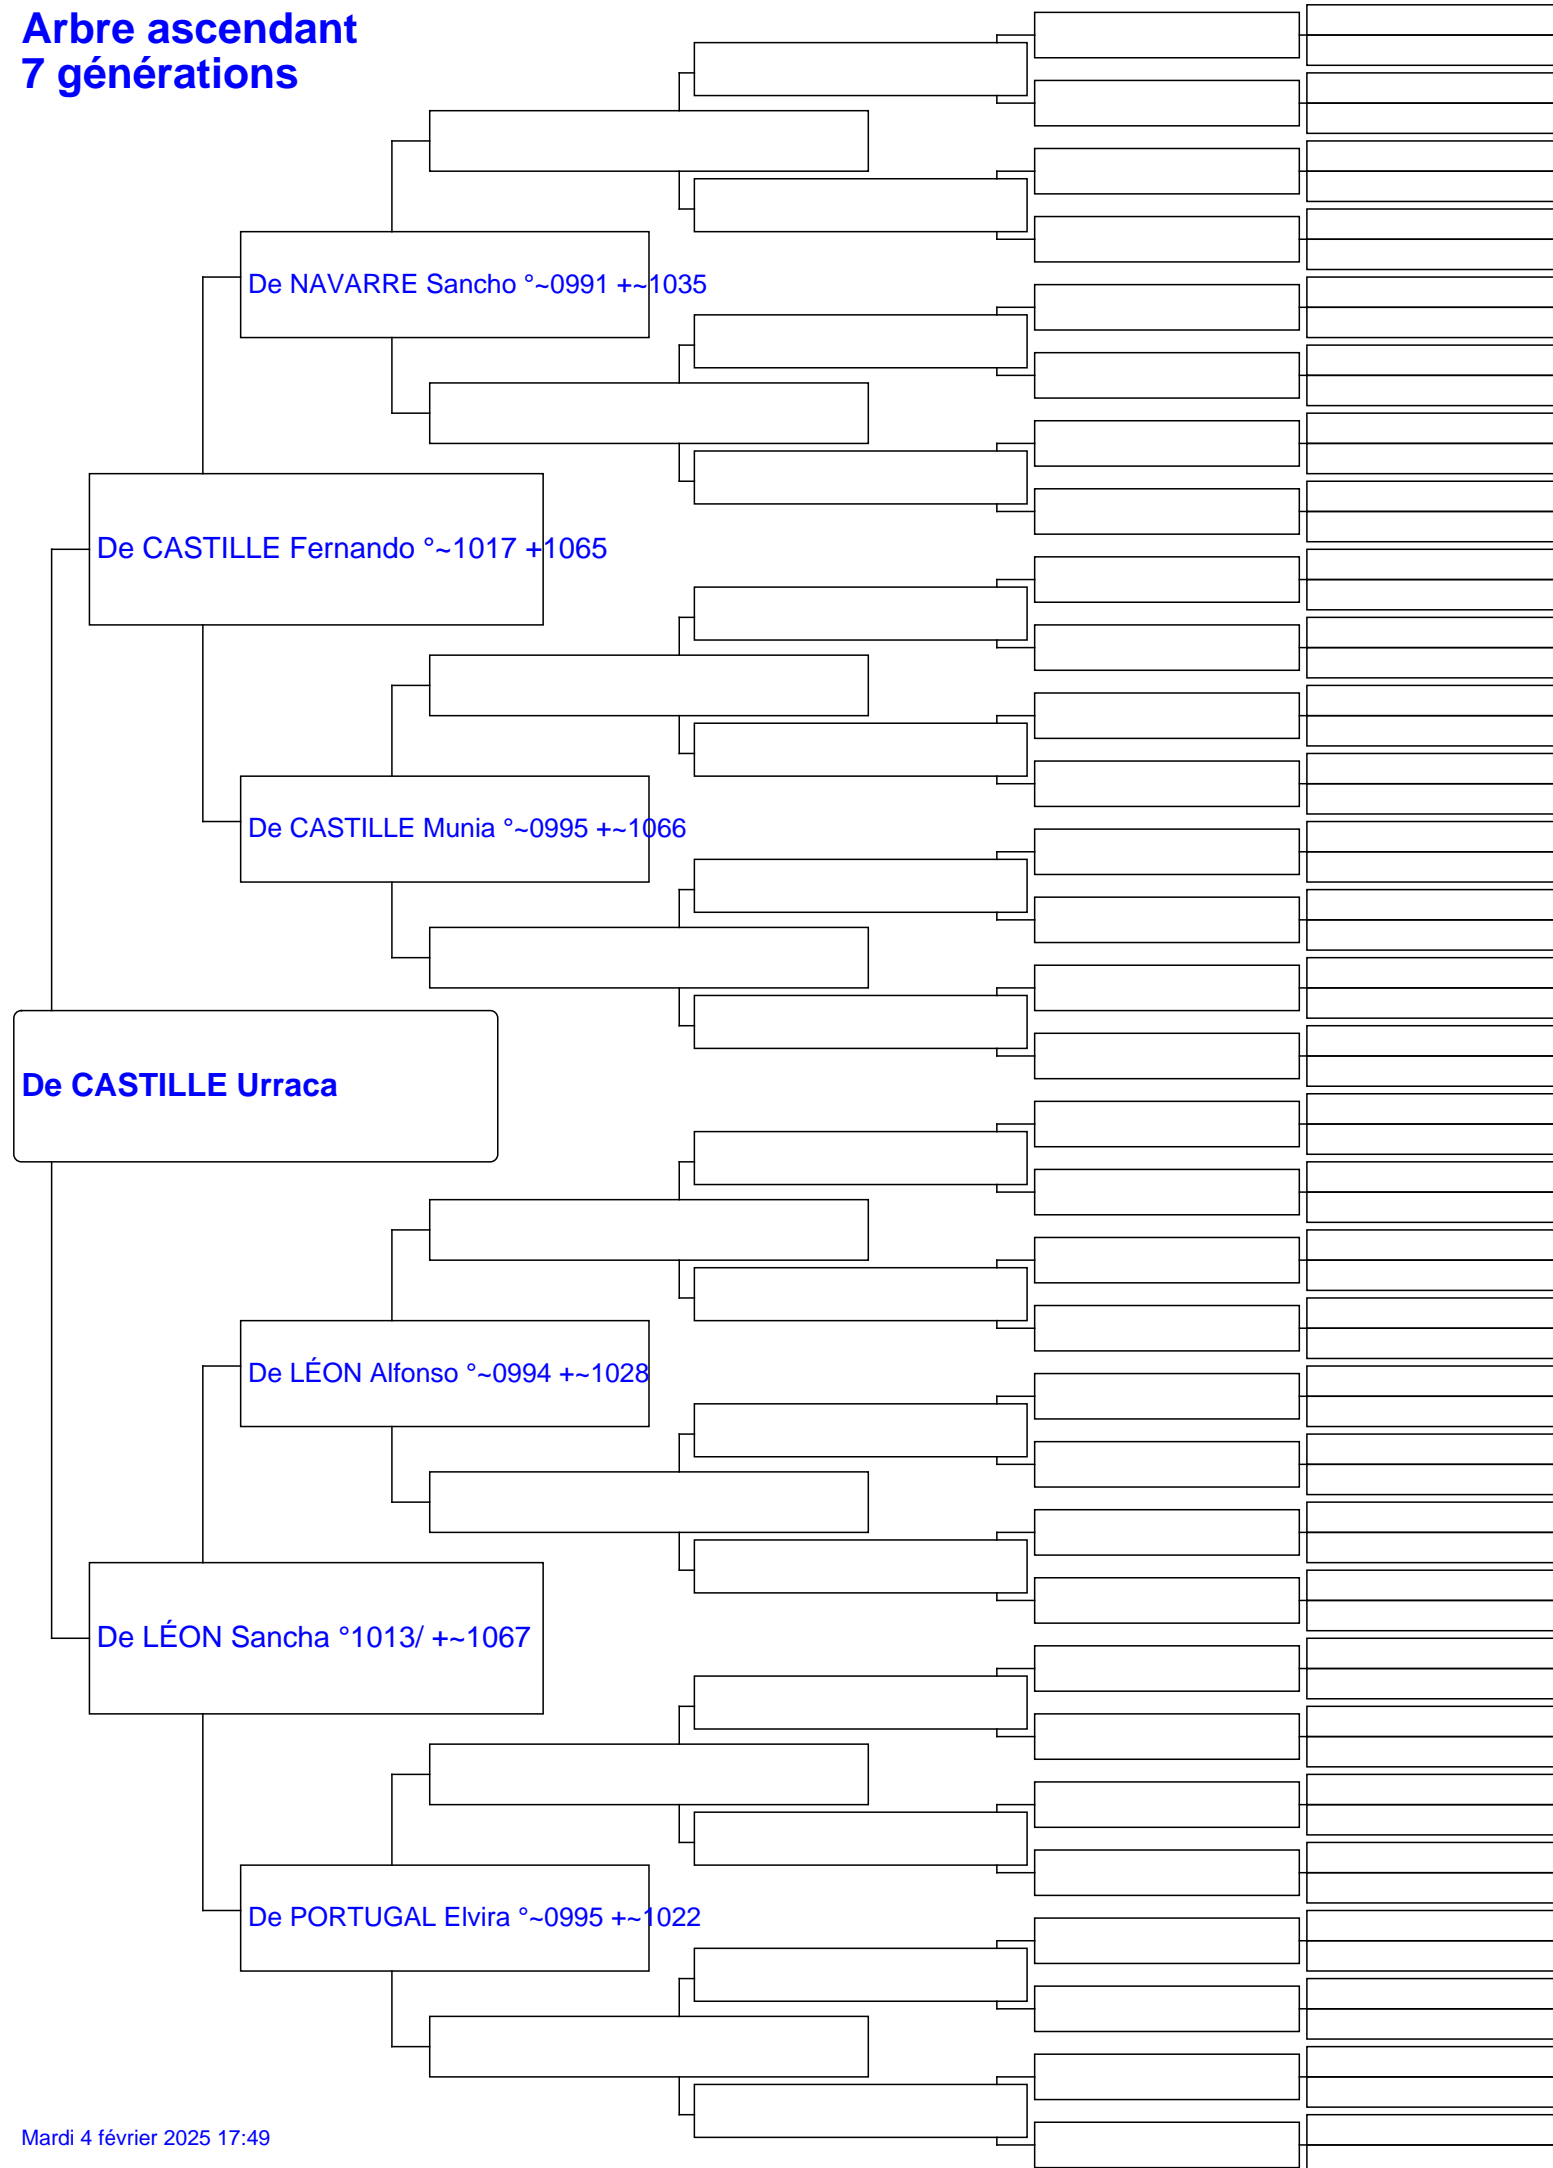 Arbre ascendant
7 générations
De NAVARRE Sancho °~0991 +~1035
De CASTILLE Fernando °~1017 +1065
De CASTILLE Munia °~0995 +~1066
De CASTILLE Urraca
De LÉON Alfonso °~0994 +~1028
De LÉON Sancha °1013/ +~1067
De PORTUGAL Elvira °~0995 +~1022
Mardi 4 février 2025 17:49